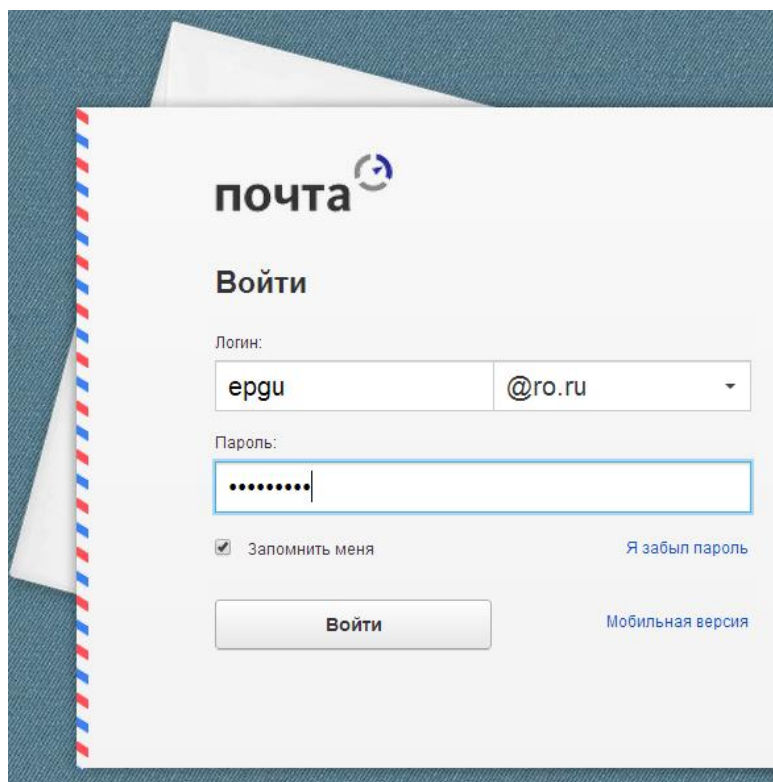 почта
Войти
Логин:
epgu @ro.ru
Пароль:
•••••••••
Запомнить меня Я забыл пароль
Войти Мобильная версия